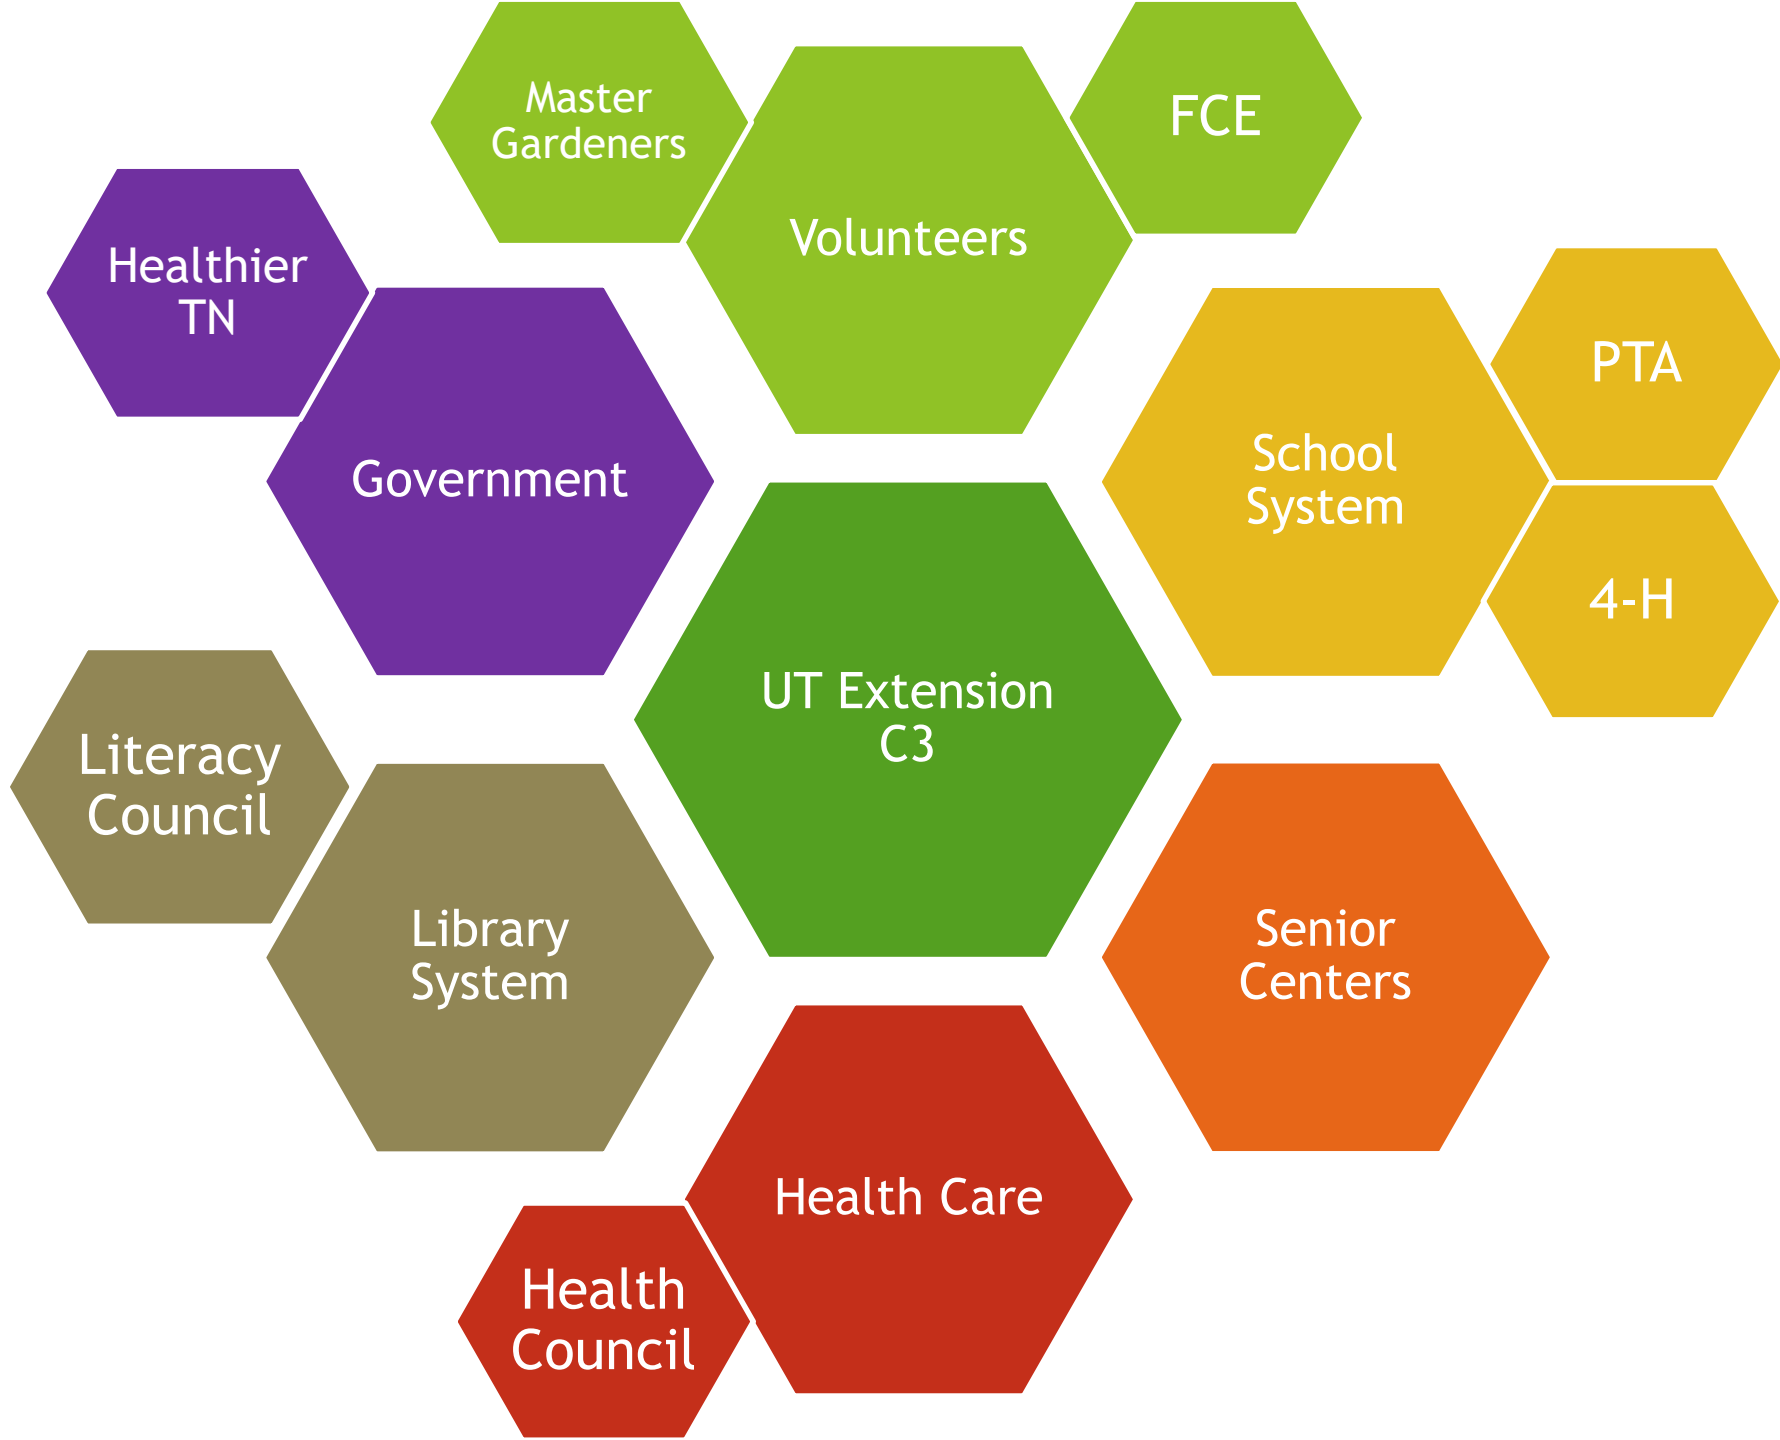 Master
Gardeners
FCE
Volunteers
Healthier
TN
PTA
Government
School
System
4-H
UT Extension
C3
Literacy
Council
Library
System
Senior
Centers
Health Care
Health
Council